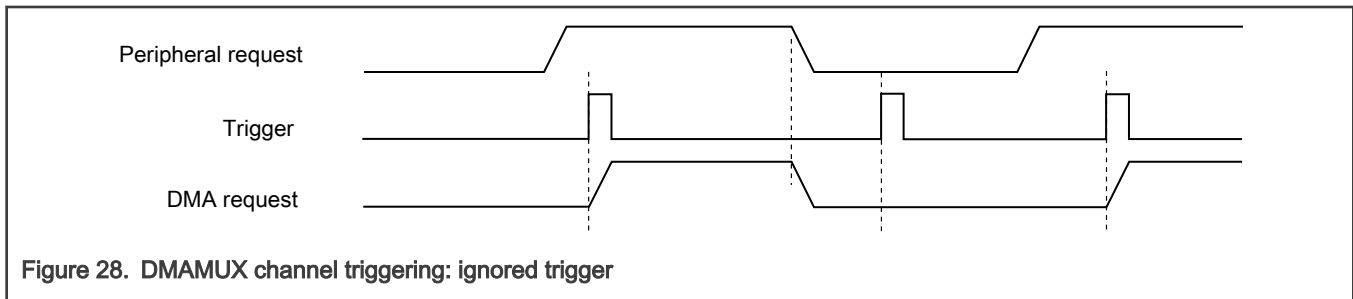 Peripheral request
Trigger
DMA request
Figure 28. DMAMUX channel triggering: ignored trigger